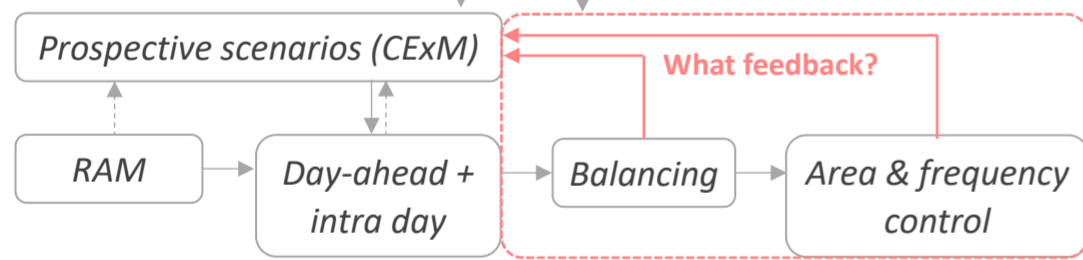 Prospective scenarios (CExM)
What feedback?
RAM
Day-ahead +
intra day
Balancing
Area & frequency
control